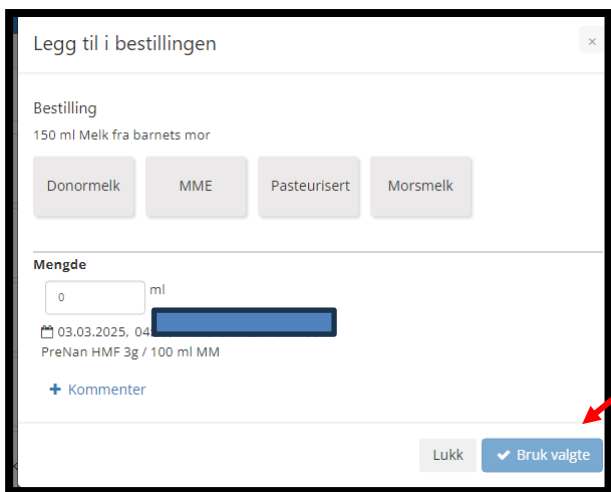 Legg til i bestillingen
×
Bestilling
150 ml Melk fra barnets mor
Donormelk MME Pasteurisert Morsmelk
Mengde
0 ml
03.03.2025,
PreNan HMF 3g / 100 ml MM
+ Kommenter
Lukk ✔ Bruk valgte